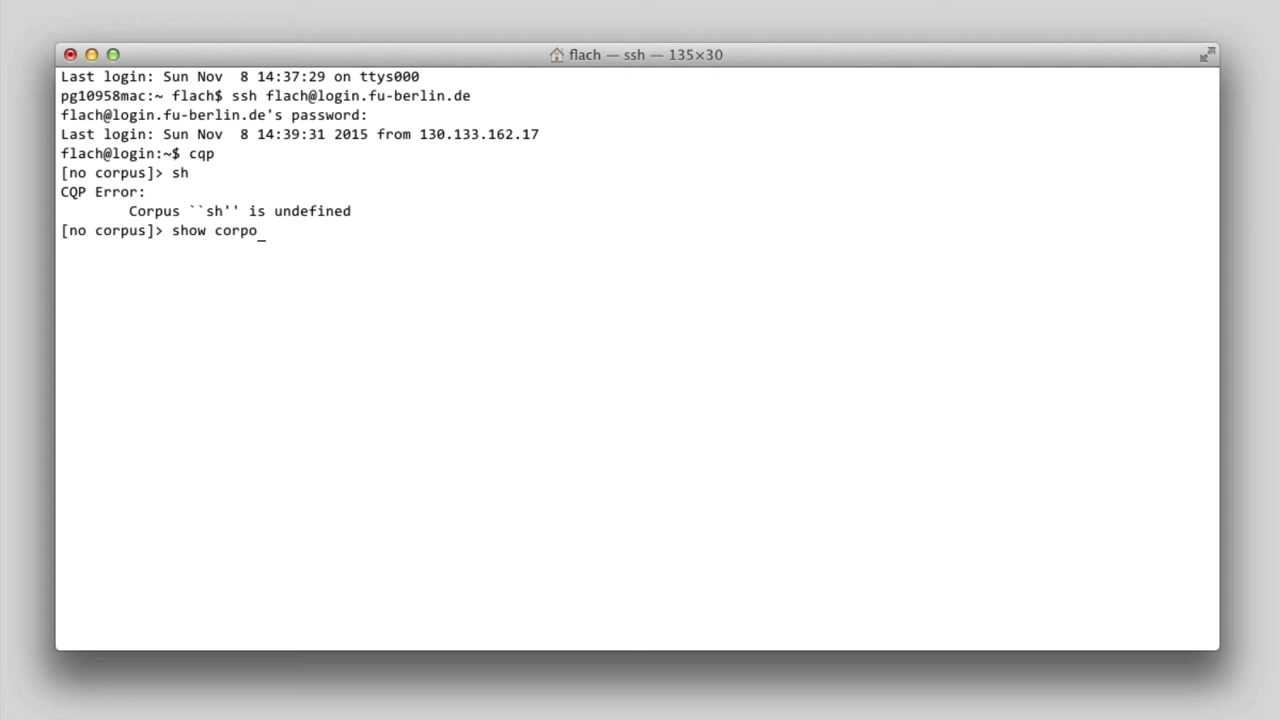 flach — ssh — 135×30
Last login: Sun Nov  8 14:37:29 on ttys000
pg10958mac:~ flach$ ssh flach@login.fu-berlin.de
flach@login.fu-berlin.de's password:
Last login: Sun Nov  8 14:39:31 2015 from 130.133.162.17
flach@login:~$ cqp
[no corpus]> sh
CQP Error:
        Corpus ``sh'' is undefined
[no corpus]> show corpo_